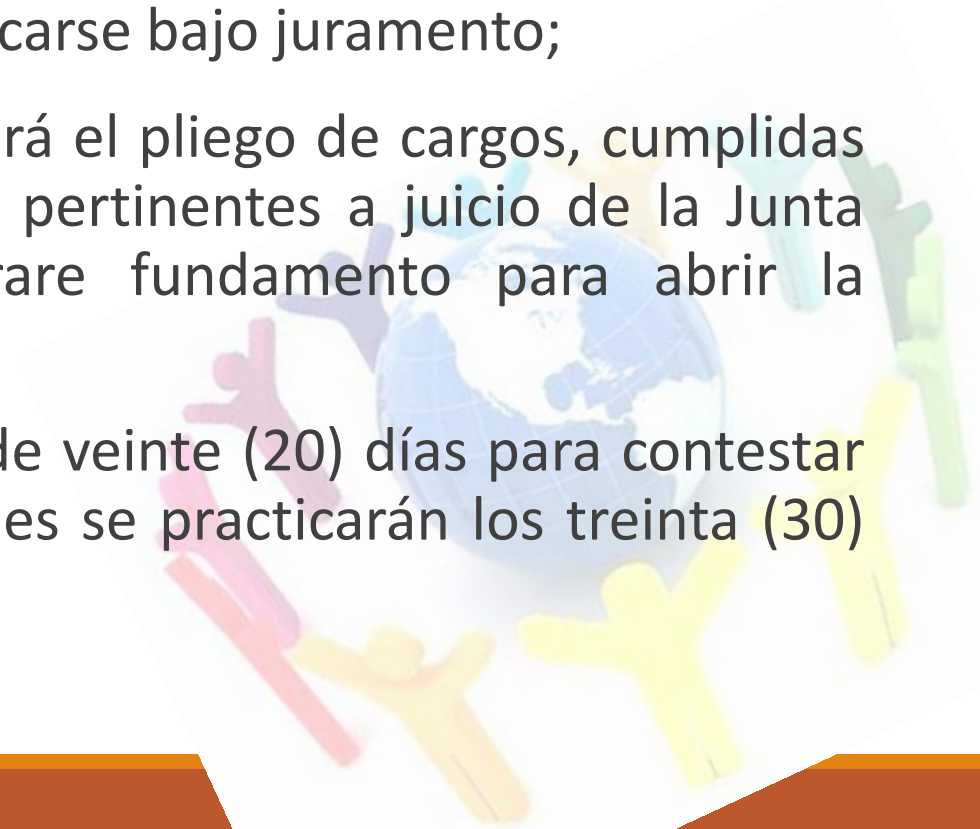 carse bajo juramento;
rá el pliego de cargos, cumplidas
pertinentes a juicio de la Junta
rare fundamento para abrir la
de veinte (20) días para contestar
es se practicarán los treinta (30)